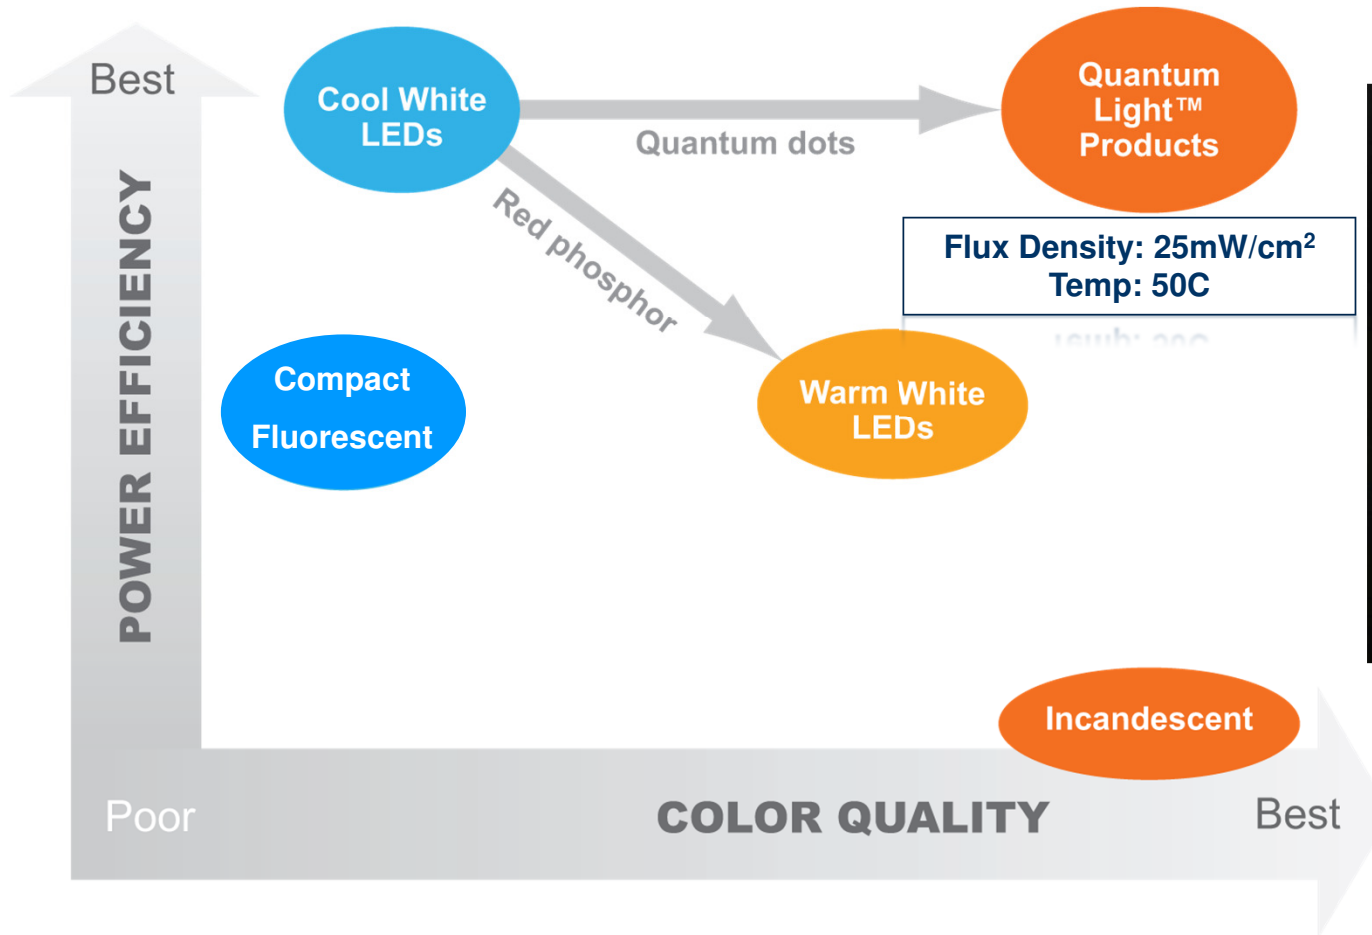 Best
POWER EFFICIENCY
Cool White
LEDs
Quantum dots
Quantum
Light™
Products
Red phosphor
Flux Density: 25mW/cm²
Temp: 50C
Compact
Fluorescent
Warm White
LEDs
Incandescent
Poor
COLOR QUALITY
Best